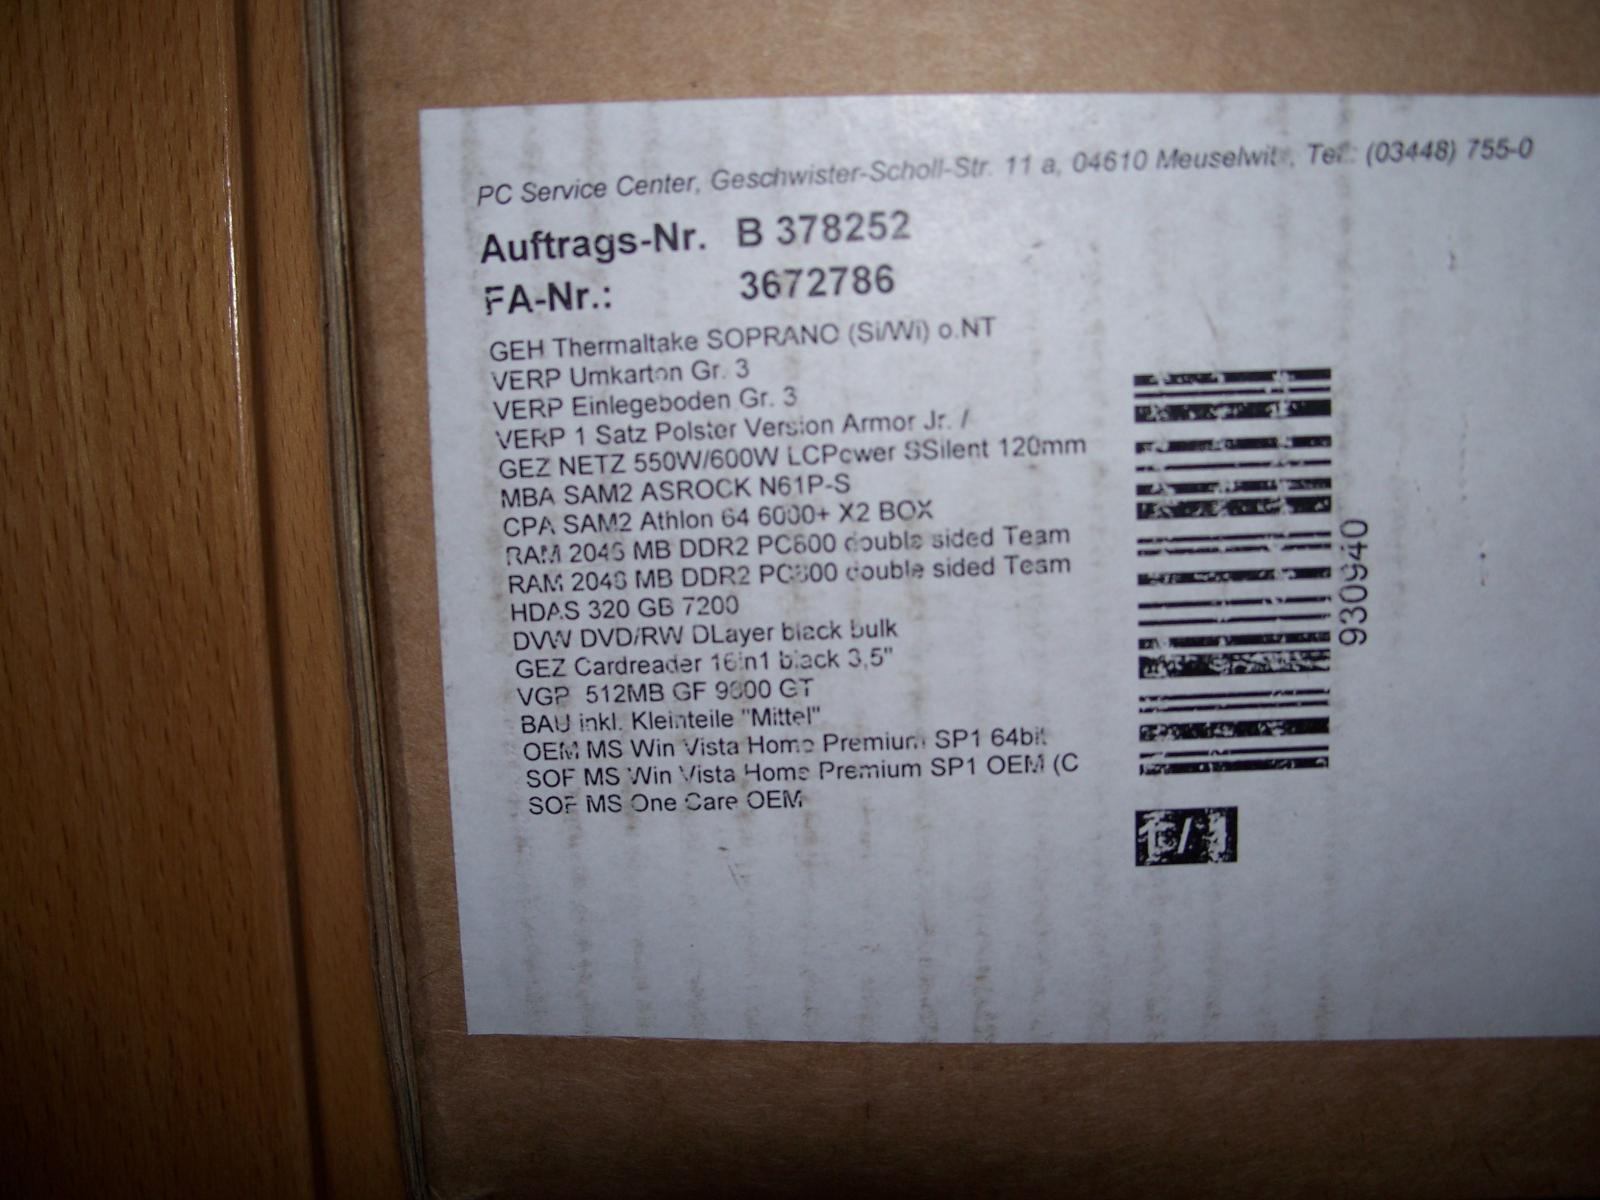 PC Service Center, Geschwister-Scholl-Str. 11 a, 04610 Meuselwitz, Tel.: (03448) 755-0
Auftrags-Nr. B 378252
FA-Nr.: 3672786
GEH Thermaltake SOPRANO (Si/Wi) o.NT
VERP Umkarton Gr. 3
VERP Einlegeboden Gr. 3
VERP 1 Satz Polster Version Armor Jr. /
GEZ NETZ 550W/600W LCPower SSilent 120mm
MBA SAM2 ASROCK N61P-S
CPA SAM2 Athlon 64 6000+ X2 BOX
RAM 2048 MB DDR2 PC800 double sided Team
RAM 2048 MB DDR2 PC800 double sided Team
HDAS 320 GB 7200
DVW DVD/RW DLayer black bulk
GEZ Cardreader 16in1 black 3,5"
VGP 512MB GF 9800 GT
BAU inkl. Kleinteile "Mittel"
OEM MS Win Vista Home Premium SP1 64bit
SOF MS Win Vista Home Premium SP1 OEM (C
SOF MS One Care OEM
930940
1/1